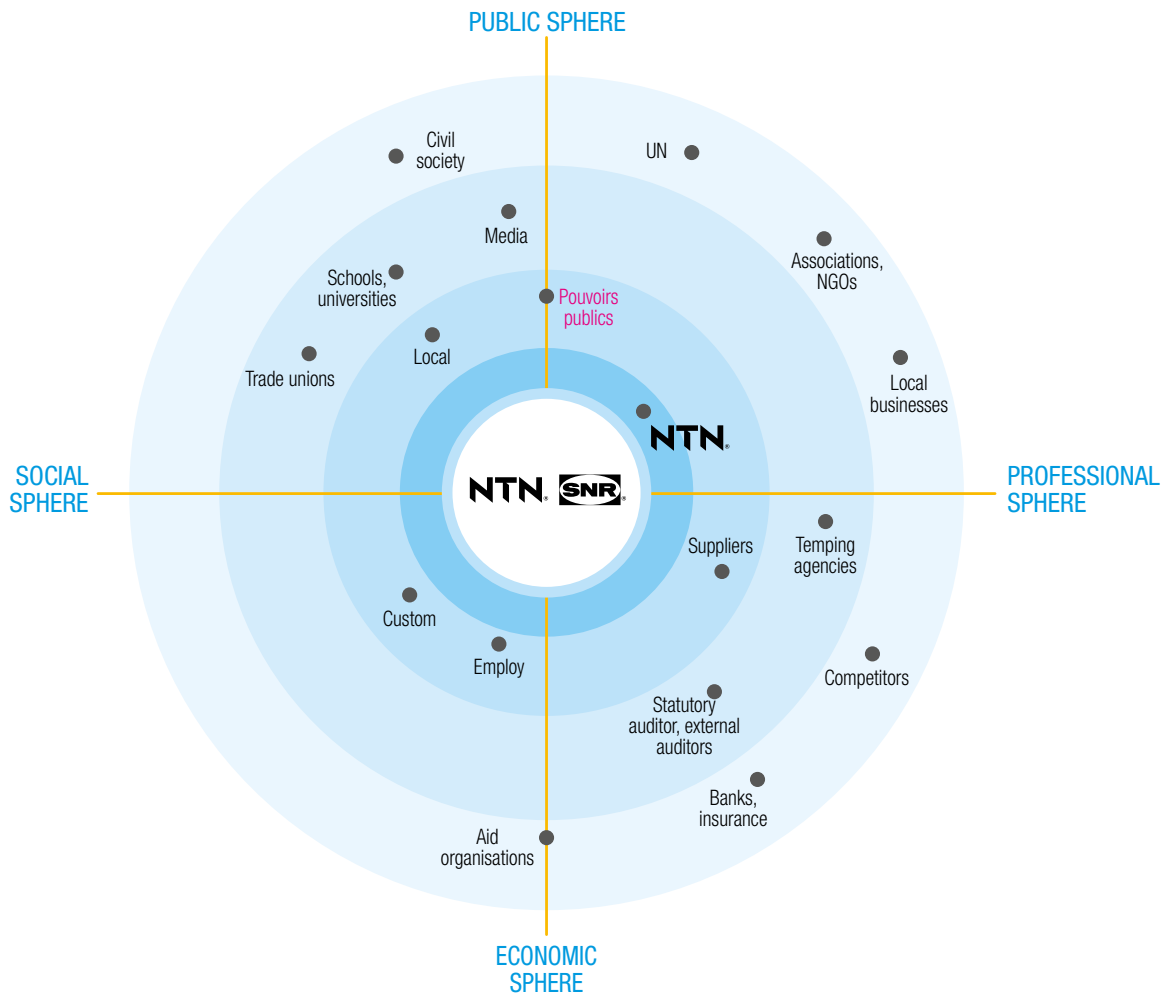 PUBLIC SPHERE
Civil
society
UN
Media
Associations,
NGOs
Schools,
universities
Pouvoirs
publics
Local
Trade unions
Local
businesses
NTN®
SOCIAL
SPHERE
NTN® SNR®
PROFESSIONAL
SPHERE
Suppliers
Temping
agencies
Custom
Employ
Competitors
Statutory
auditor, external
auditors
Banks,
insurance
Aid
organisations
ECONOMIC
SPHERE